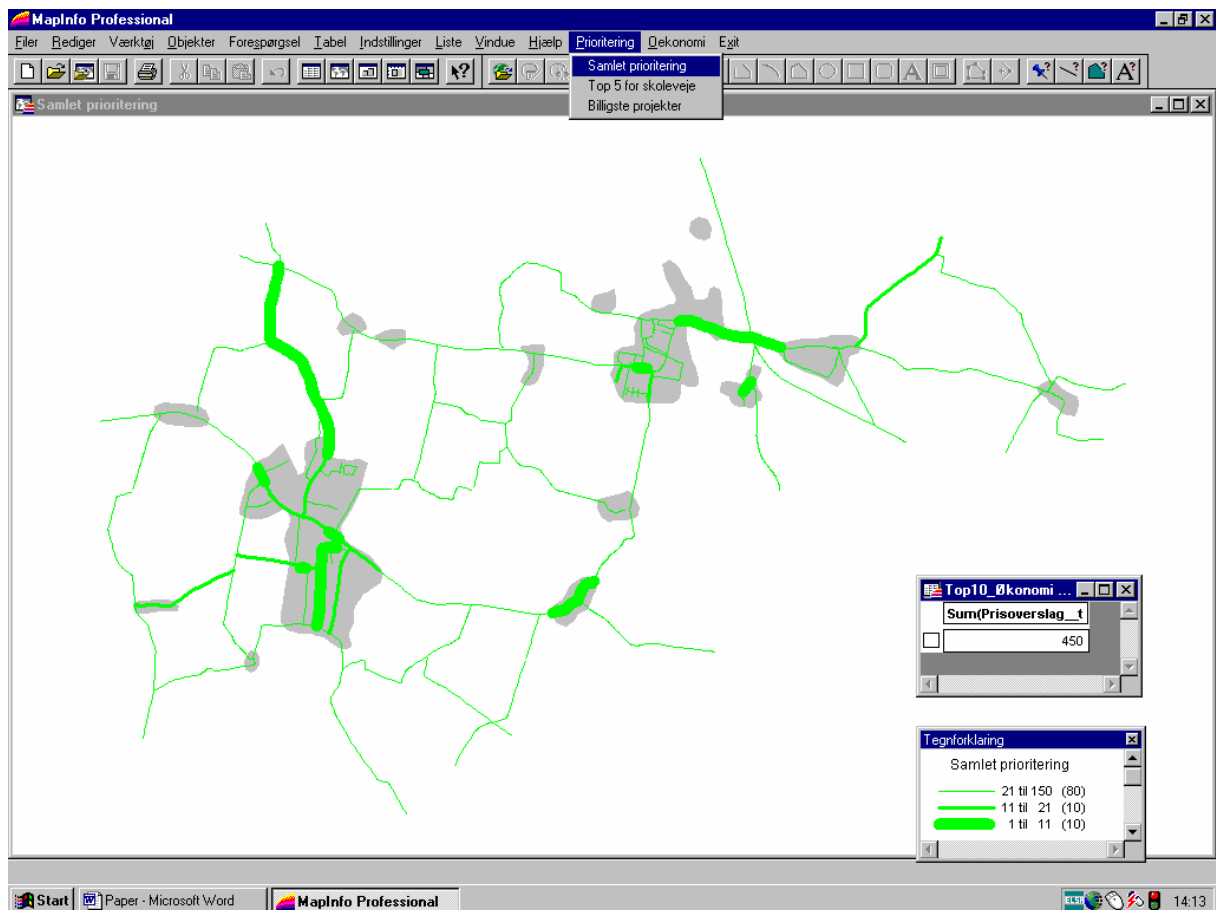 MapInfo Professional
Filer Rediger Værktøj Objekter Forespørgsel Tabel Indstillinger Liste Vindue Hjælp Prioritering Oekonomi Exit
Samlet prioritering
Top 5 for skoleveje
Billigste projekter
Samlet prioritering
Top10_Økonomi ...
Sum(Prisoverslag__t
450
Tegnforklaring
Samlet prioritering
21 til 150 (80)
11 til 21 (10)
1 til 11 (10)
Start Paper - Microsoft Word MapInfo Professional 14:13